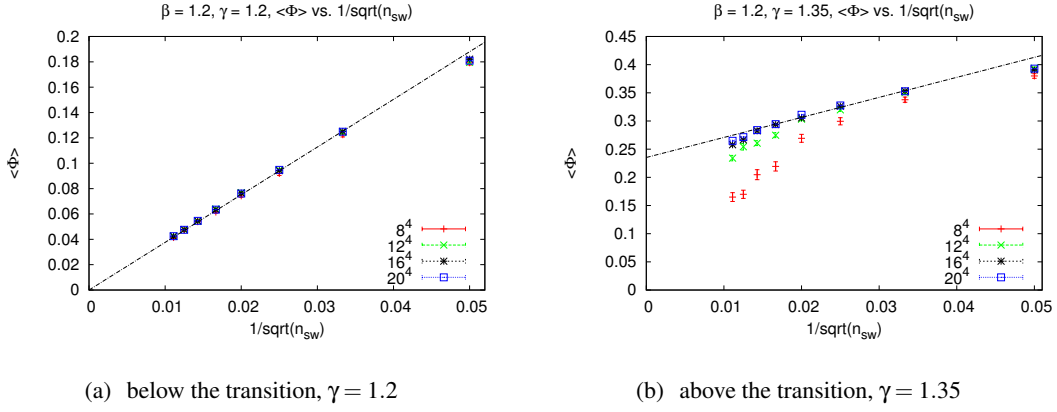 β = 1.2, γ = 1.2, <Φ> vs. 1/sqrt(n_sw)
0.2
0.18
0.16
0.14
0.12
0.1
0.08
0.06
0.04
0.02
0
<Φ>
8^4
12^4
16^4
20^4
0 0.01 0.02 0.03 0.04 0.05
1/sqrt(n_sw)
(a) below the transition, γ = 1.2
β = 1.2, γ = 1.35, <Φ> vs. 1/sqrt(n_sw)
0.45
0.4
0.35
0.3
0.25
0.2
0.15
0.1
0.05
0
<Φ>
8^4
12^4
16^4
20^4
0 0.01 0.02 0.03 0.04 0.05
1/sqrt(n_sw)
(b) above the transition, γ = 1.35